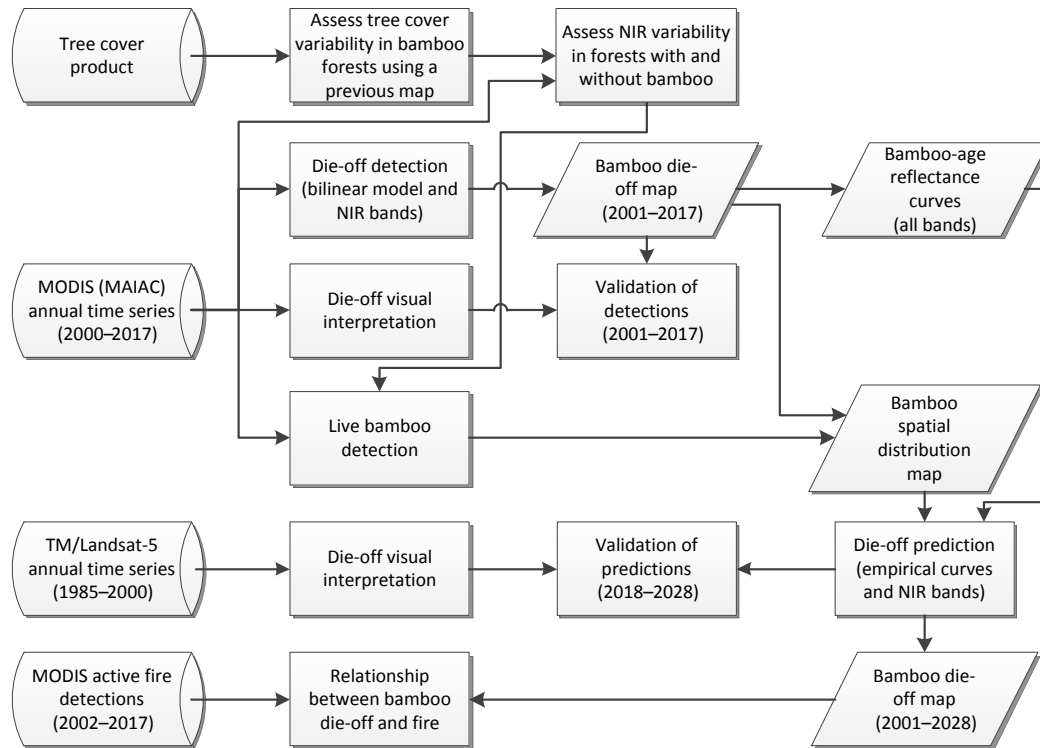 Tree cover
product
Assess tree cover
variability in bamboo
forests using a
previous map
Assess NIR variability
in forests with and
without bamboo
Die-off detection
(bilinear model and
NIR bands)
Bamboo die-
off map
(2001–2017)
Bamboo-age
reflectance
curves
(all bands)
MODIS (MAIAC)
annual time series
(2000–2017)
Die-off visual
interpretation
Validation of
detections
(2001–2017)
Live bamboo
detection
Bamboo
spatial
distribution
map
TM/Landsat-5
annual time series
(1985–2000)
Die-off visual
interpretation
Validation of
predictions
(2018–2028)
Die-off prediction
(empirical curves
and NIR bands)
MODIS active fire
detections
(2002–2017)
Relationship
between bamboo
die-off and fire
Bamboo die-
off map
(2001–2028)